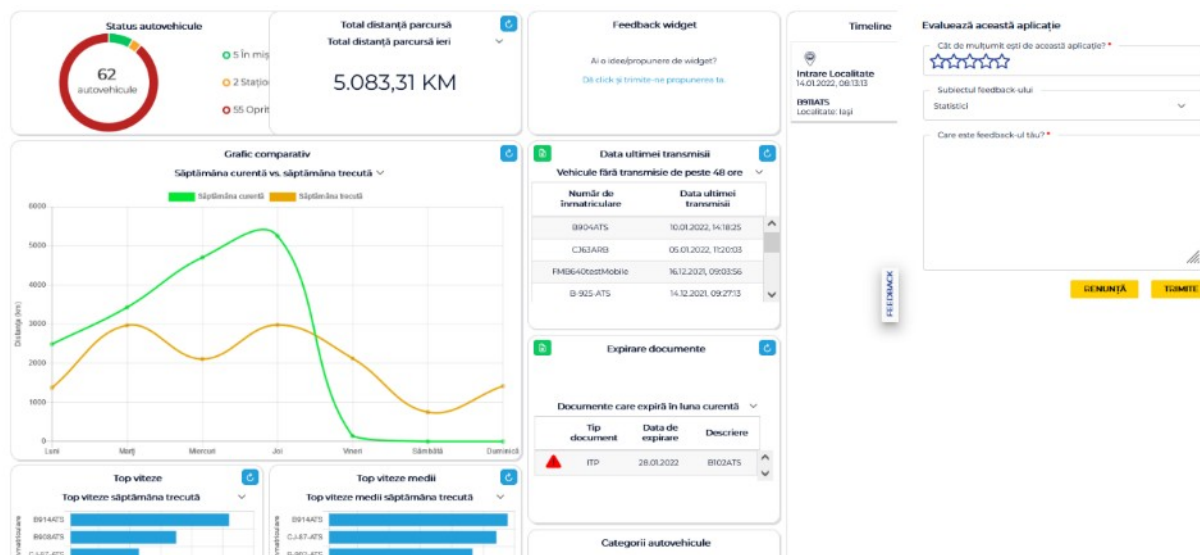 Status autovehicule
62
autovehicule
5 În miș
2 Stațio
55 Oprit
Total distanță parcursă
Total distanță parcursă ieri
5.083,31 KM
Feedback widget
Ai o idee/propunere de widget?
Dă click și trimite-ne propunerea ta.
Timeline
Intrare Localitate
14.01.2022, 08:13:13
B911ATS
Localitate: Iași
Evaluează această aplicație
Cât de mulțumit ești de această aplicație? *
Subiectul feedback-ului
Statistici
Care este feedback-ul tău? *
RENUNȚĂ
TRIMITE
FEEDBACK
Grafic comparativ
Săptămâna curentă vs. săptămâna trecută
Săptămâna curentă
Săptămâna trecută
Distanța (km)
6000
5000
4000
3000
2000
1000
0
Luni
Marți
Miercuri
Joi
Vineri
Sâmbătă
Duminică
Data ultimei transmisii
Vehicule fără transmisie de peste 48 ore
Număr de înmatriculare
Data ultimei transmisii
B904ATS 10.01.2022, 14:18:25
CJ63ARB 05.01.2022, 11:20:03
FMB640testMobile 16.12.2021, 09:03:56
B-925-ATS 14.12.2021, 09:27:13
Expirare documente
Documente care expiră în luna curentă
Tip document
Data de expirare
Descriere
ITP 28.01.2022 B102ATS
Top viteze
Top viteze săptămâna trecută
B914ATS
B908ATS
CJ-87-ATS
Top viteze medii
Top viteze medii săptămâna trecută
B914ATS
CJ-87-ATS
Categorii autovehicule